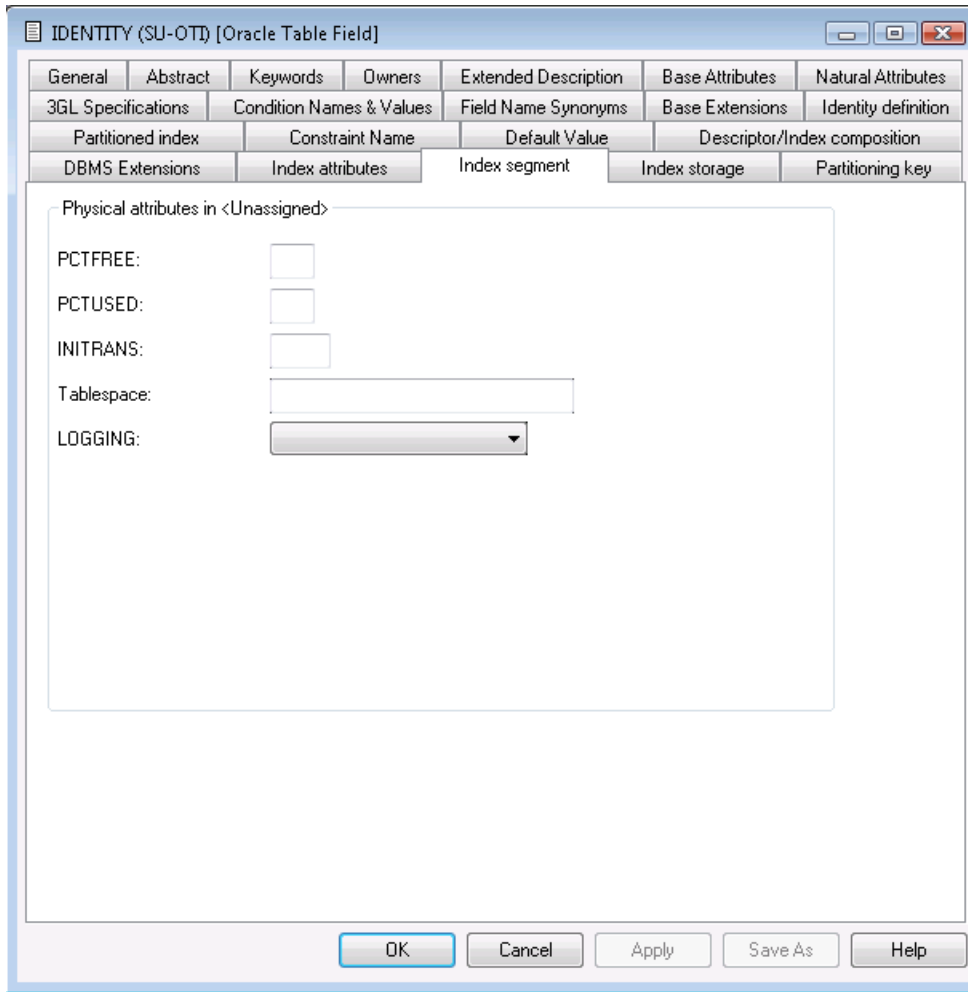 IDENTITY (SU-OTI) [Oracle Table Field]
General Abstract Keywords Owners Extended Description Base Attributes Natural Attributes
3GL Specifications Condition Names & Values Field Name Synonyms Base Extensions Identity definition
Partitioned index Constraint Name Default Value Descriptor/Index composition
DBMS Extensions Index attributes Index segment Index storage Partitioning key
Physical attributes in <Unassigned>
PCTFREE:
PCTUSED:
INITRANS:
Tablespace:
LOGGING:
OK Cancel Apply Save As Help